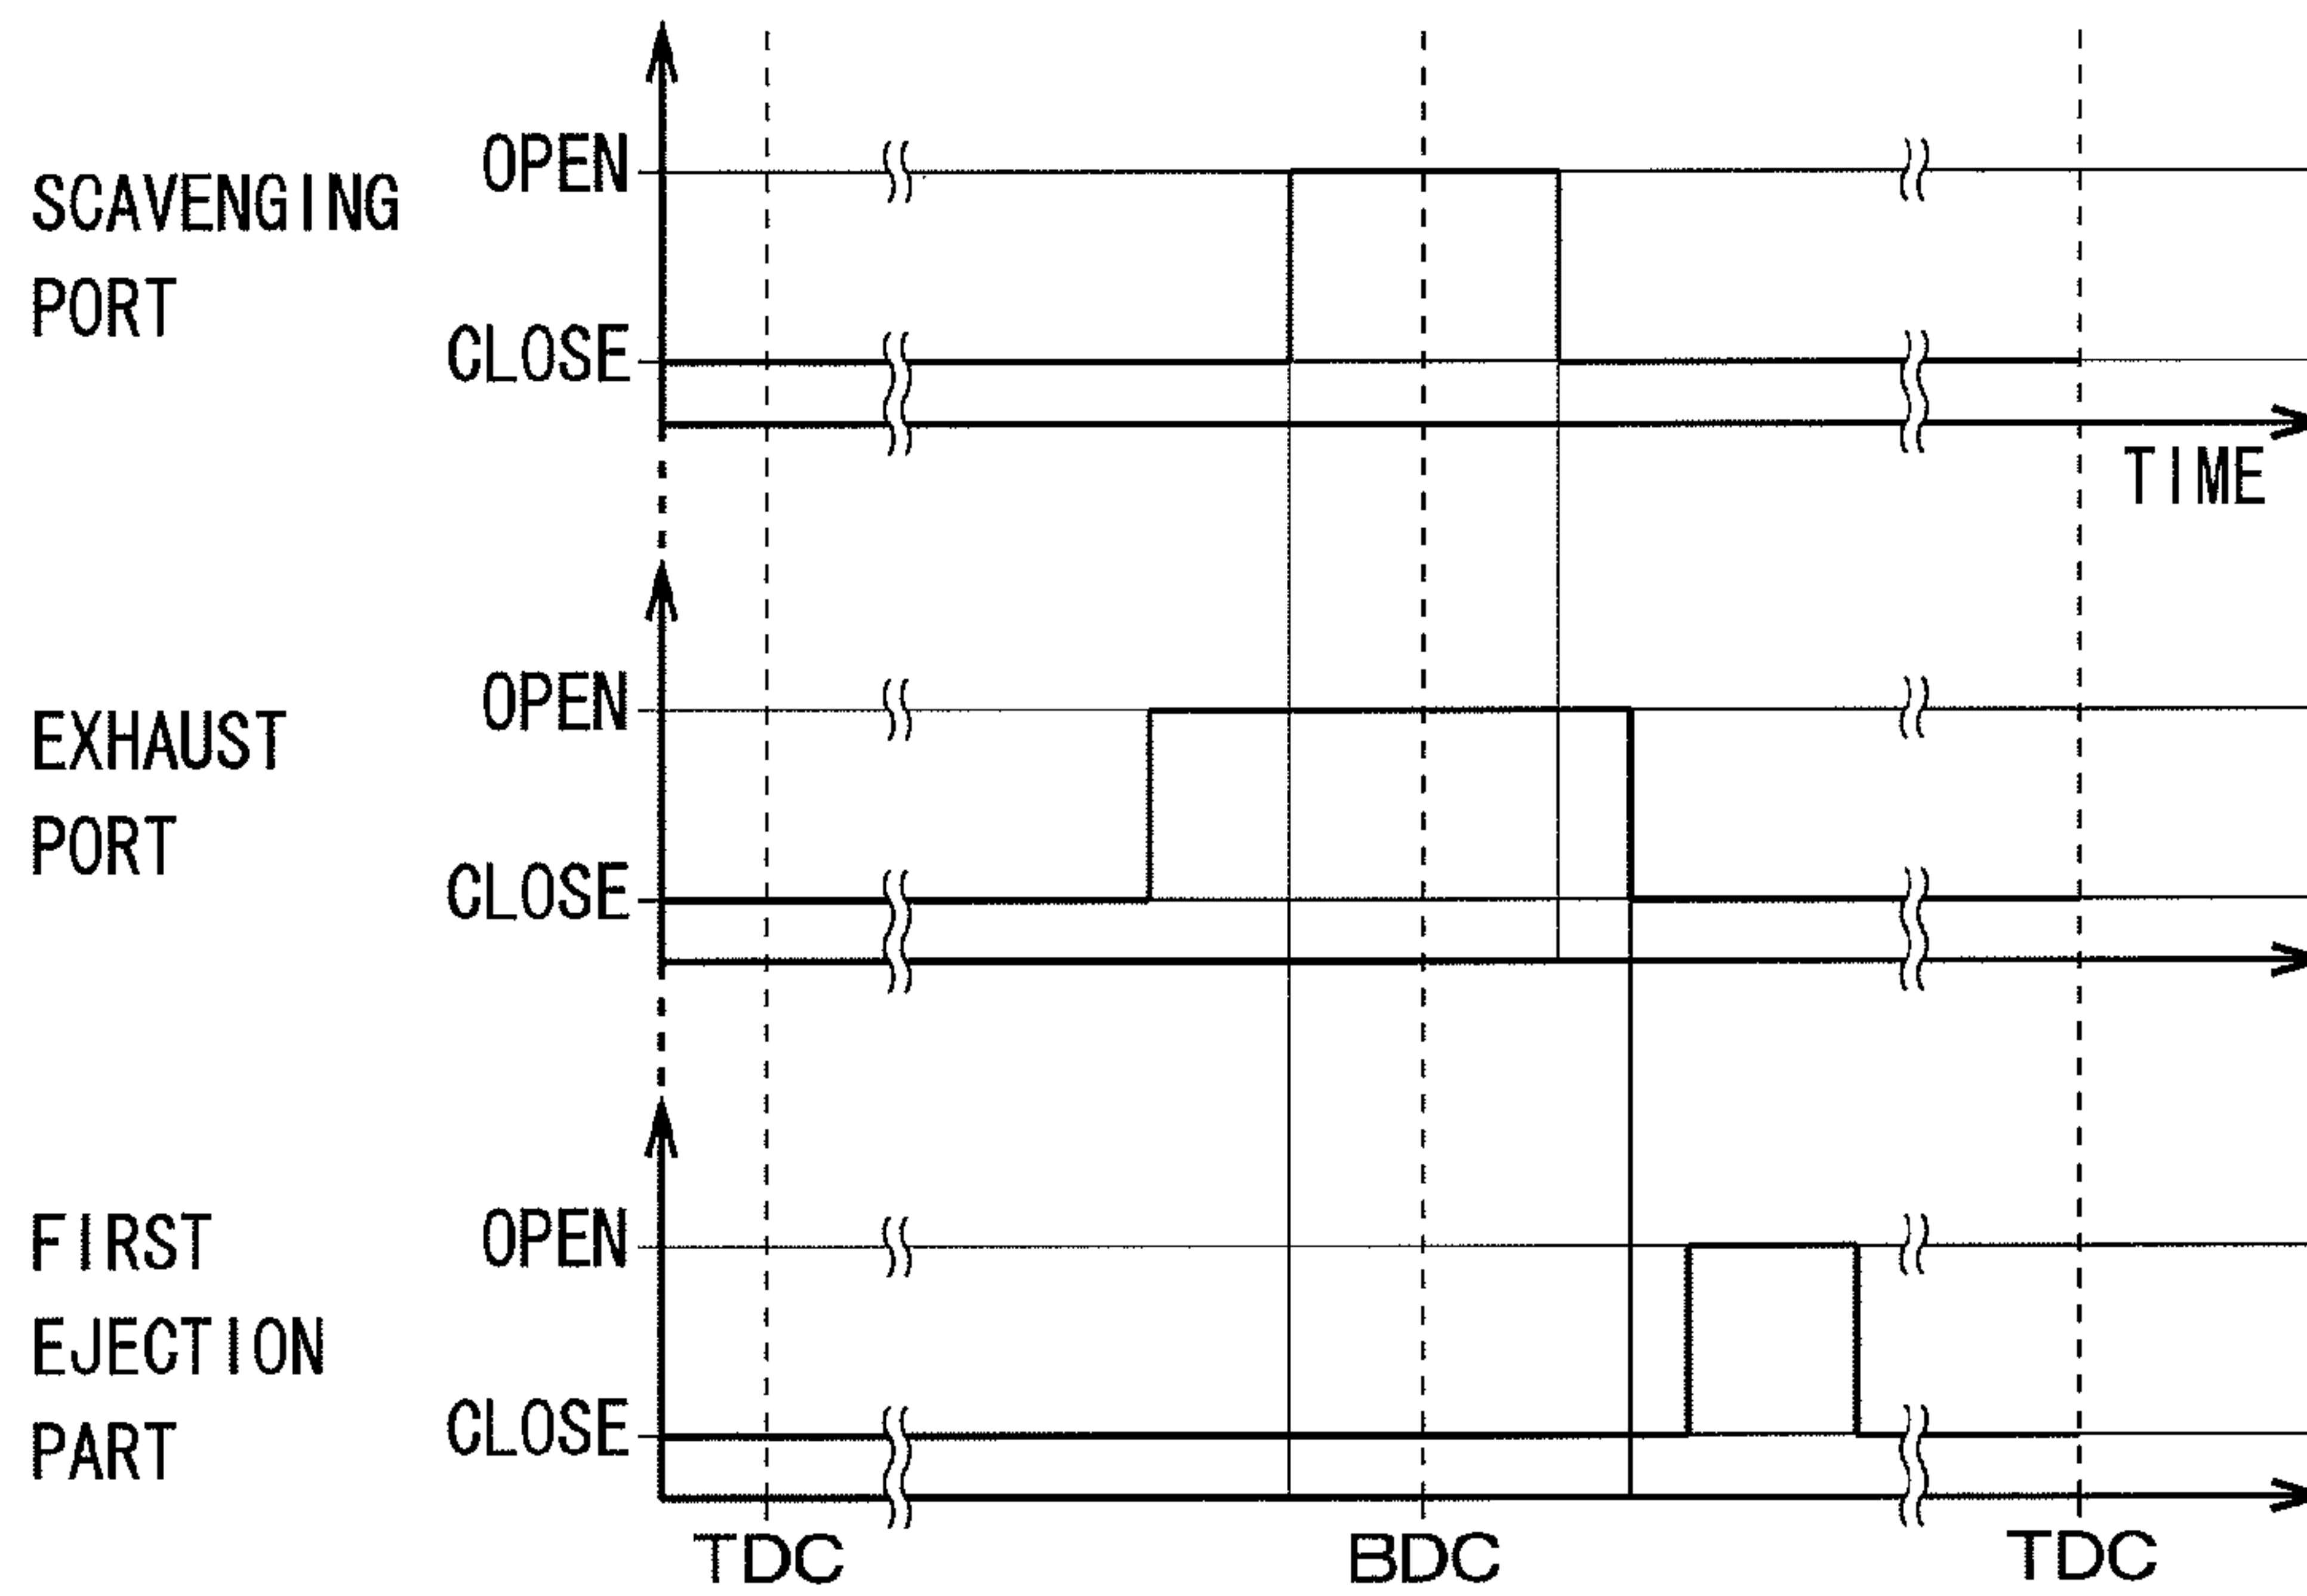 SCAVENGING
PORT
OPEN
CLOSE
TIME
EXHAUST
PORT
OPEN
CLOSE
FIRST
EJECTION
PART
OPEN
CLOSE
TDC
BDC
TDC